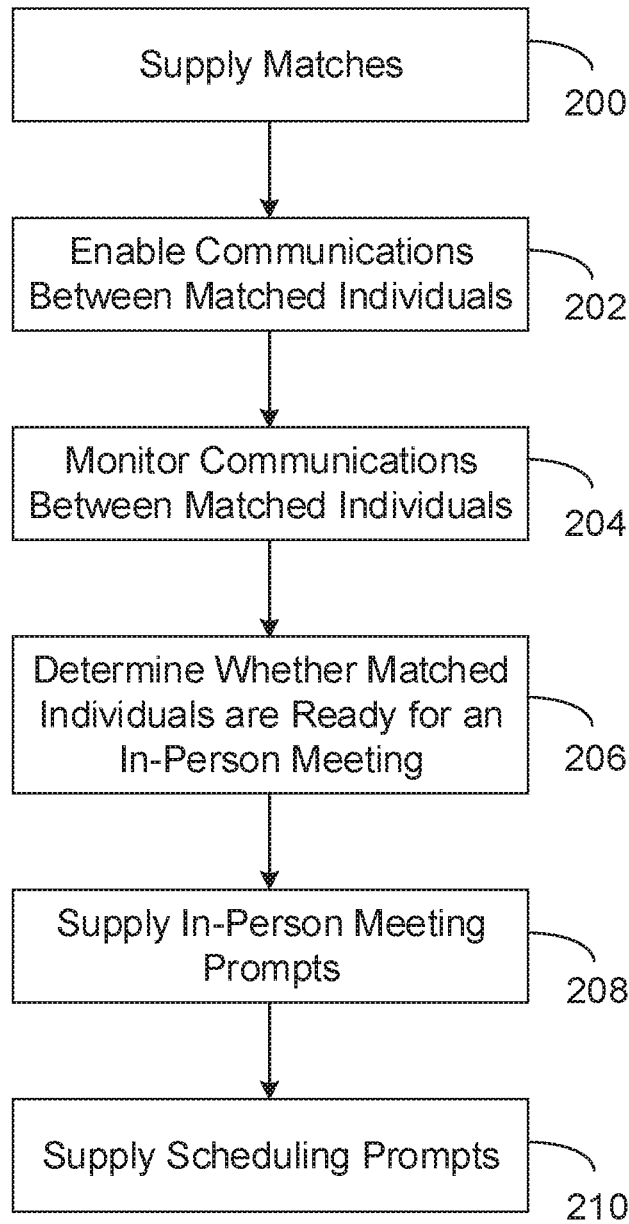 Supply Matches
200
Enable Communications
Between Matched Individuals
202
Monitor Communications
Between Matched Individuals
204
Determine Whether Matched
Individuals are Ready for an
In-Person Meeting
206
Supply In-Person Meeting
Prompts
208
Supply Scheduling Prompts
210